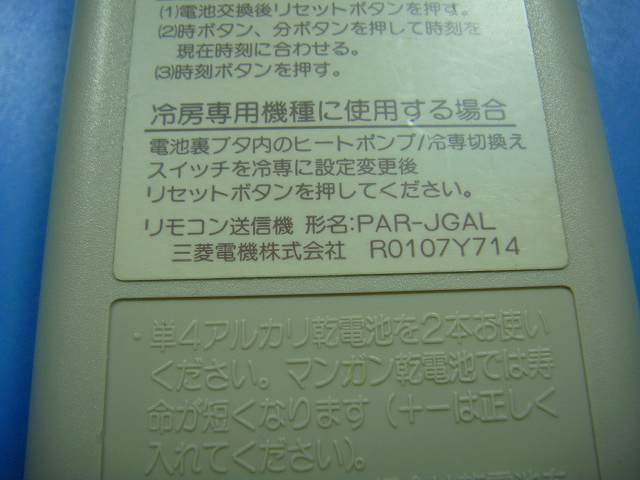 (1)電池交換後リセットボタンを押す。
(2)時ボタン、分ボタンを押して時刻を
現在時刻に合わせる。
(3)時刻ボタンを押す。
冷房専用機種に使用する場合
電池裏ブタ内のヒートポンプ/冷専切換え
スイッチを冷専に設定変更後
リセットボタンを押してください。
リモコン送信機 形名:PAR-JGAL
三菱電機株式会社 R0107Y714
・単4アルカリ乾電池を2本お使い
ください。マンガン乾電池では寿
命が短くなります(+-は正しく
入れてください)。